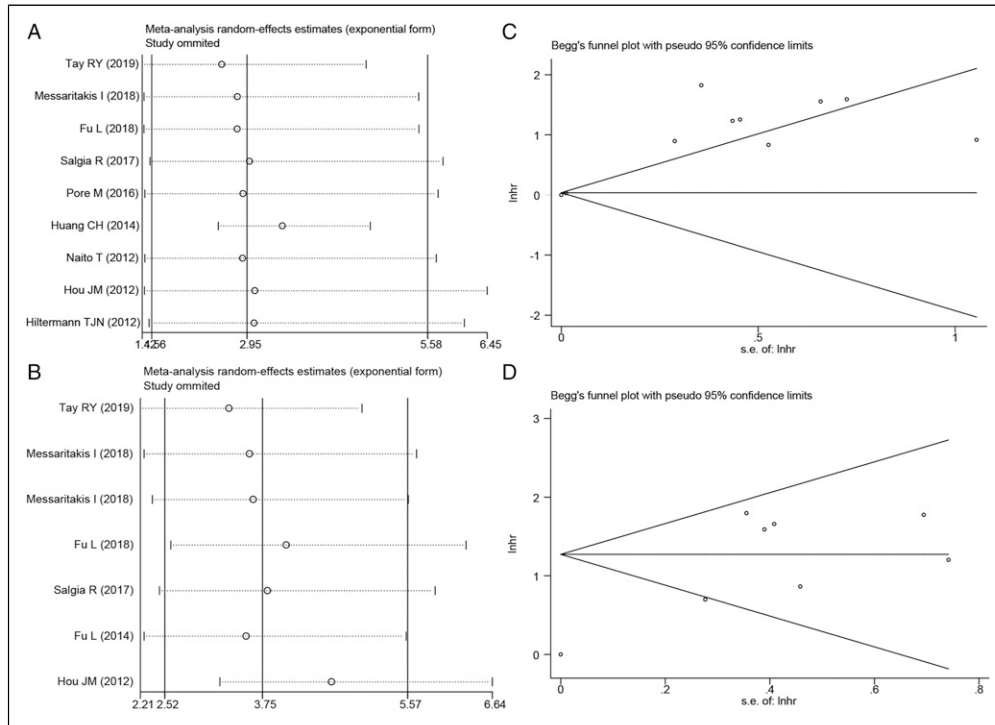 A
Meta-analysis random-effects estimates (exponential form)
Study ommited
Tay RY (2019)
Messaritakis I (2018)
Fu L (2018)
Salgia R (2017)
Pore M (2016)
Huang CH (2014)
Naito T (2012)
Hou JM (2012)
Hiltermann TJN (2012)
1.42 56 2.95 5.58 6.45
B
Meta-analysis random-effects estimates (exponential form)
Study ommited
Tay RY (2019)
Messaritakis I (2018)
Messaritakis I (2018)
Fu L (2018)
Salgia R (2017)
Fu L (2014)
Hou JM (2012)
2.21 2.52 3.75 5.57 6.64
C
Begg's funnel plot with pseudo 95% confidence limits
lnhr
2
1
0
-1
-2
0 .5 1
s.e. of: lnhr
D
Begg's funnel plot with pseudo 95% confidence limits
lnhr
3
2
1
0
0 .2 .4 .6 .8
s.e. of: lnhr